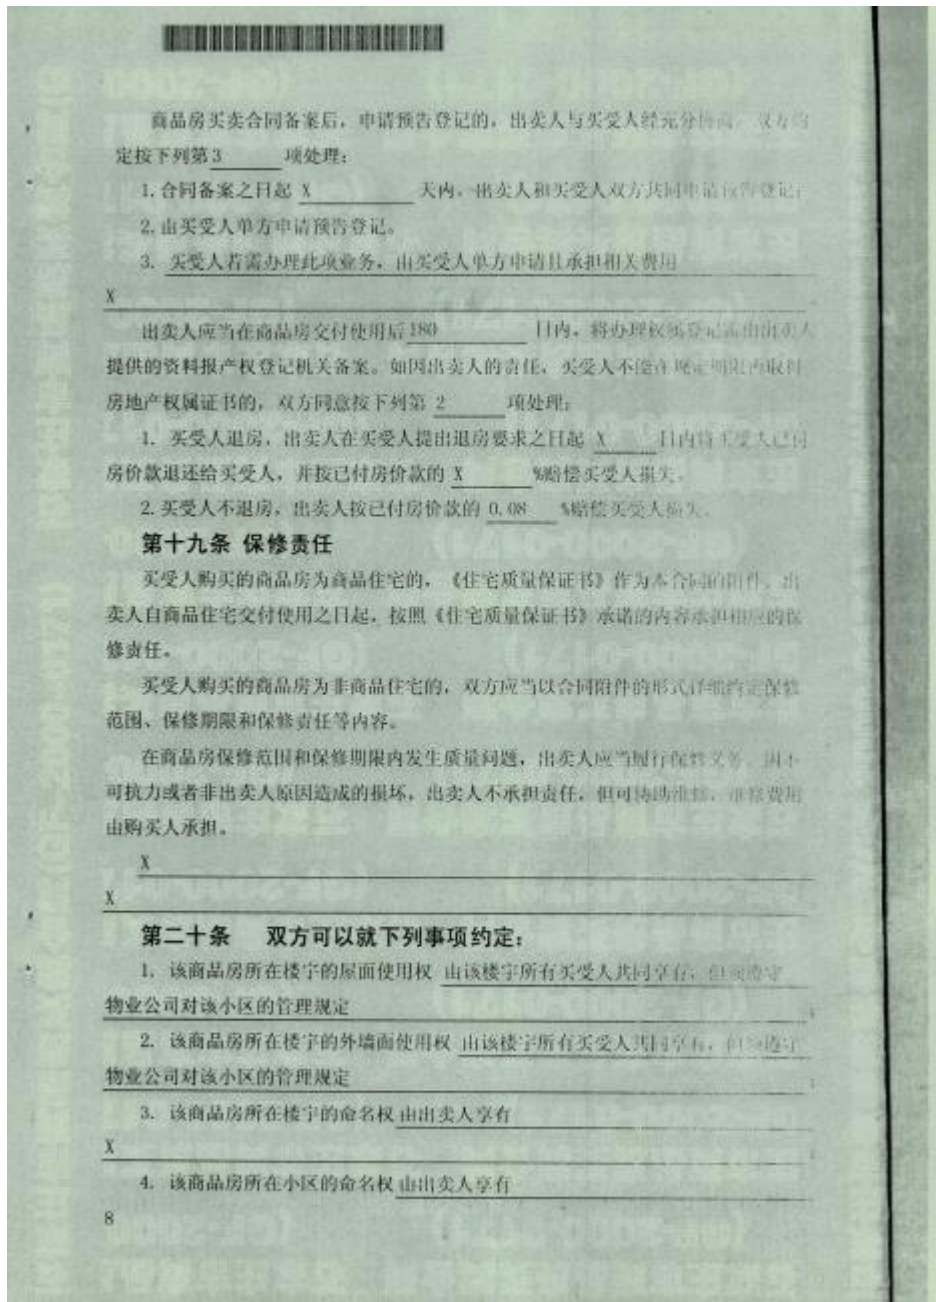 商品房买卖合同备案后，申请预告登记的，出卖人与买受人经充分协商，双方约
定按下列第3 项处理：
1.合同备案之日起 X 天内，出卖人和买受人双方共同申请预告登记；
2.由买受人单方申请预告登记。
3. 买受人若需办理此项业务，由买受人单方申请且承担相关费用
X
出卖人应当在商品房交付使用后180 日内，将办理权属登记需由出卖人
提供的资料报产权登记机关备案。如因出卖人的责任，买受人不能在规定期限内取得
房地产权属证书的，双方同意按下列第 2 项处理：
1. 买受人退房，出卖人在买受人提出退房要求之日起 X 日内将买受人已付
房价款退还给买受人，并按已付房价款的 X %赔偿买受人损失。
2.买受人不退房，出卖人按已付房价款的 0.08 %赔偿买受人损失。
第十九条 保修责任
买受人购买的商品房为商品住宅的，《住宅质量保证书》作为本合同的附件。出
卖人自商品住宅交付使用之日起，按照《住宅质量保证书》承诺的内容承担相应的保
修责任。
买受人购买的商品房为非商品住宅的，双方应当以合同附件的形式详细约定保修
范围、保修期限和保修责任等内容。
在商品房保修范围和保修期限内发生质量问题，出卖人应当履行保修义务。因不
可抗力或者非出卖人原因造成的损坏，出卖人不承担责任，但可协助维修，维修费用
由购买人承担。
X
X
第二十条 双方可以就下列事项约定：
1. 该商品房所在楼宇的屋面使用权 由该楼宇所有买受人共同享有，但须遵守
物业公司对该小区的管理规定 ；
2. 该商品房所在楼宇的外墙面使用权 由该楼宇所有买受人共同享有，但须遵守
物业公司对该小区的管理规定 ；
3. 该商品房所在楼宇的命名权 由出卖人享有
X ；
4. 该商品房所在小区的命名权 由出卖人享有
8